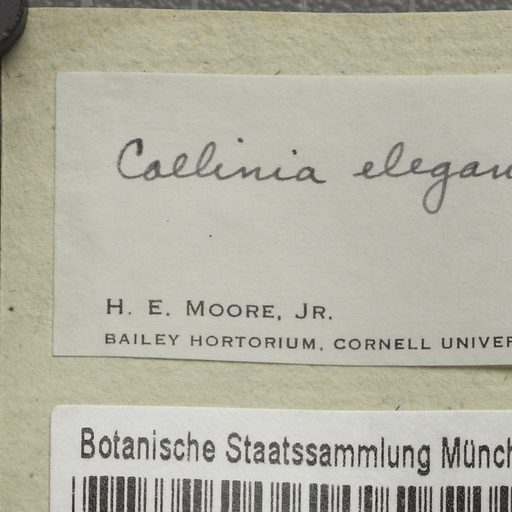 Collinia elegan
H. E. MOORE, JR.
BAILEY HORTORIUM, CORNELL UNIVER
Botanische Staatssammlung Münch